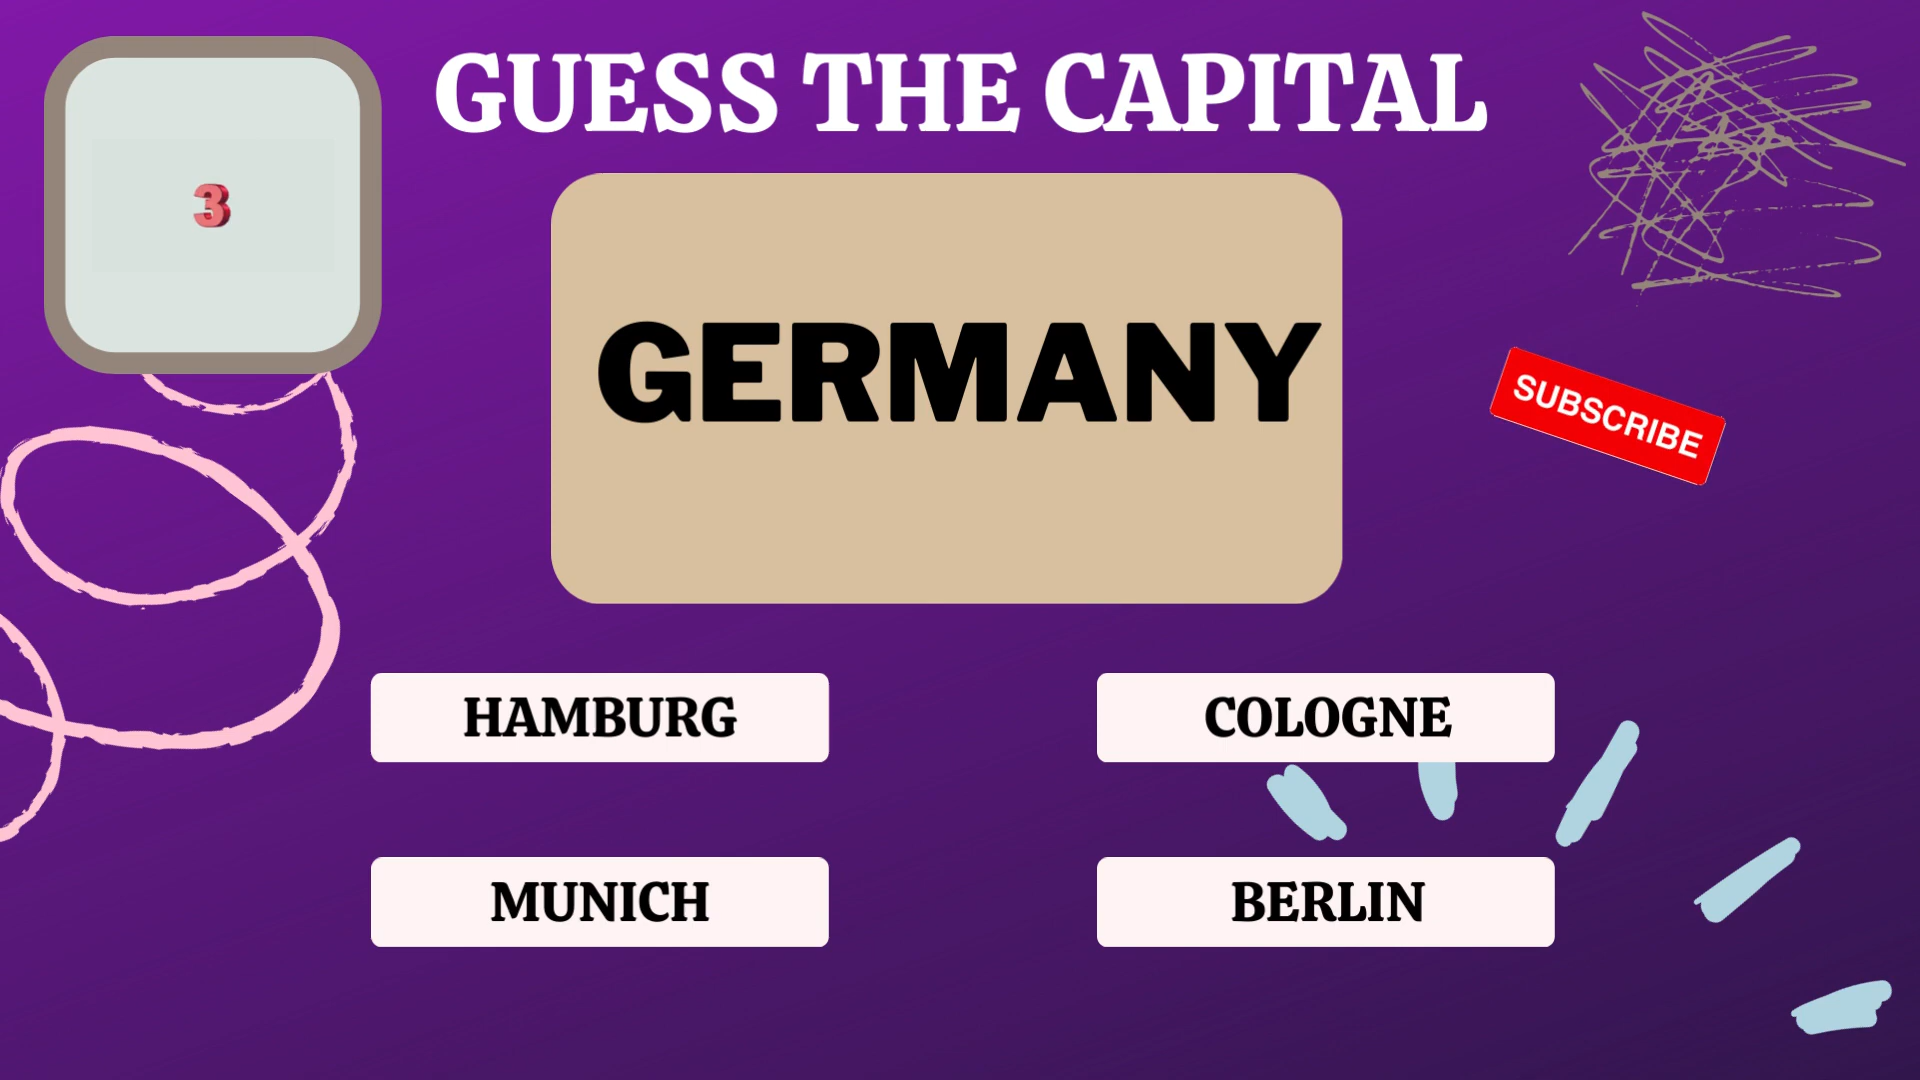 GUESS THE CAPITAL
3
GERMANY
SUBSCRIBE
HAMBURG
COLOGNE
MUNICH
BERLIN